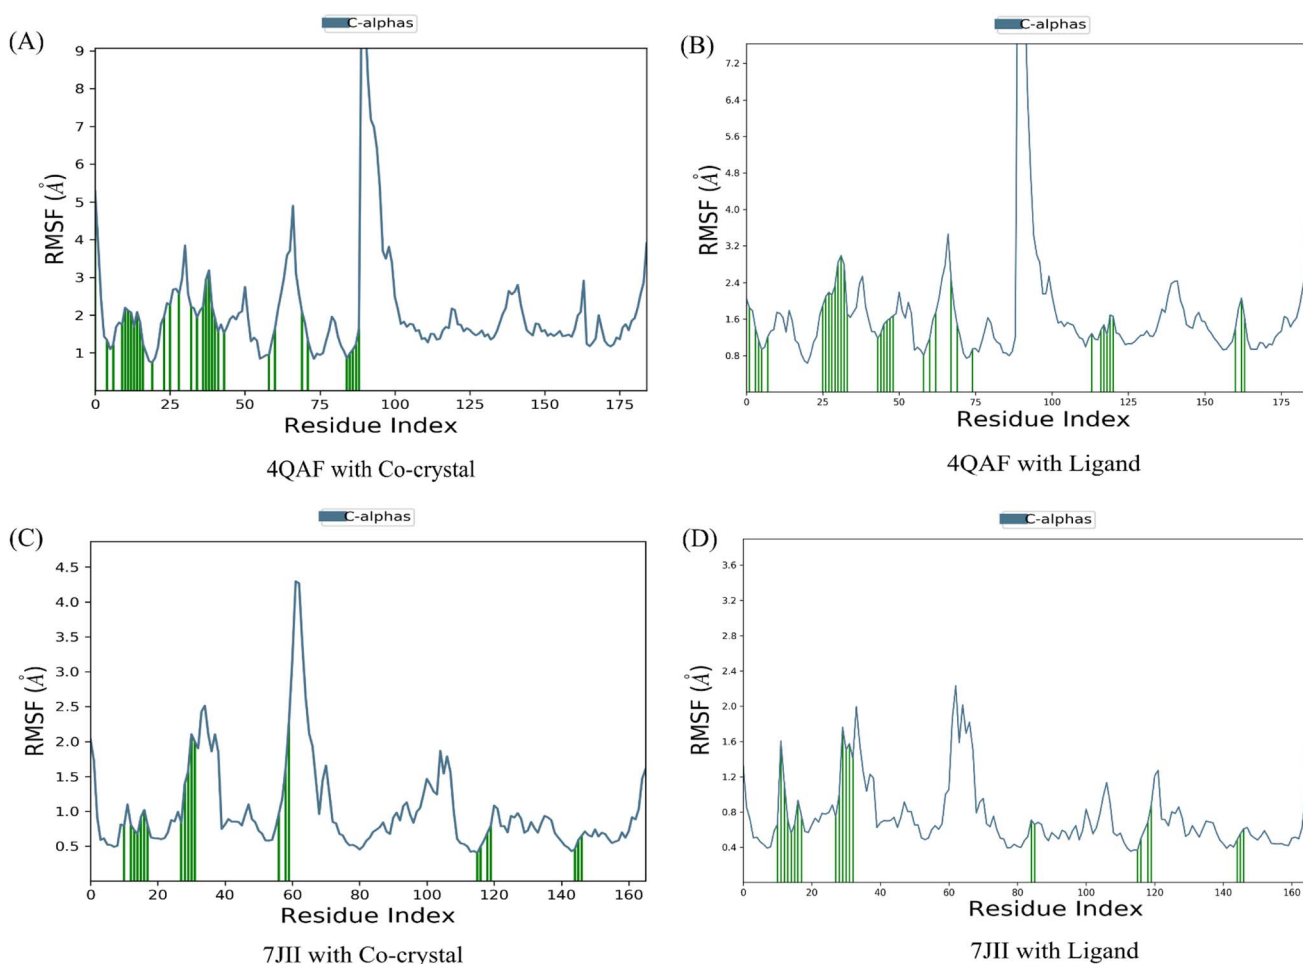 (A)
C-alphas
9
8
7
6
5
4
3
2
1
RMSF (Å)
0 25 50 75 100 125 150 175
Residue Index
4QAF with Co-crystal
(B)
C-alphas
7.2
6.4
5.6
4.8
4.0
3.2
2.4
1.6
0.8
RMSF (Å)
0 25 50 75 100 125 150 175
Residue Index
4QAF with Ligand
(C)
C-alphas
4.5
4.0
3.5
3.0
2.5
2.0
1.5
1.0
0.5
RMSF (Å)
0 20 40 60 80 100 120 140 160
Residue Index
7JII with Co-crystal
(D)
C-alphas
3.6
3.2
2.8
2.4
2.0
1.6
1.2
0.8
0.4
RMSF (Å)
0 20 40 60 80 100 120 140 160
Residue Index
7JII with Ligand